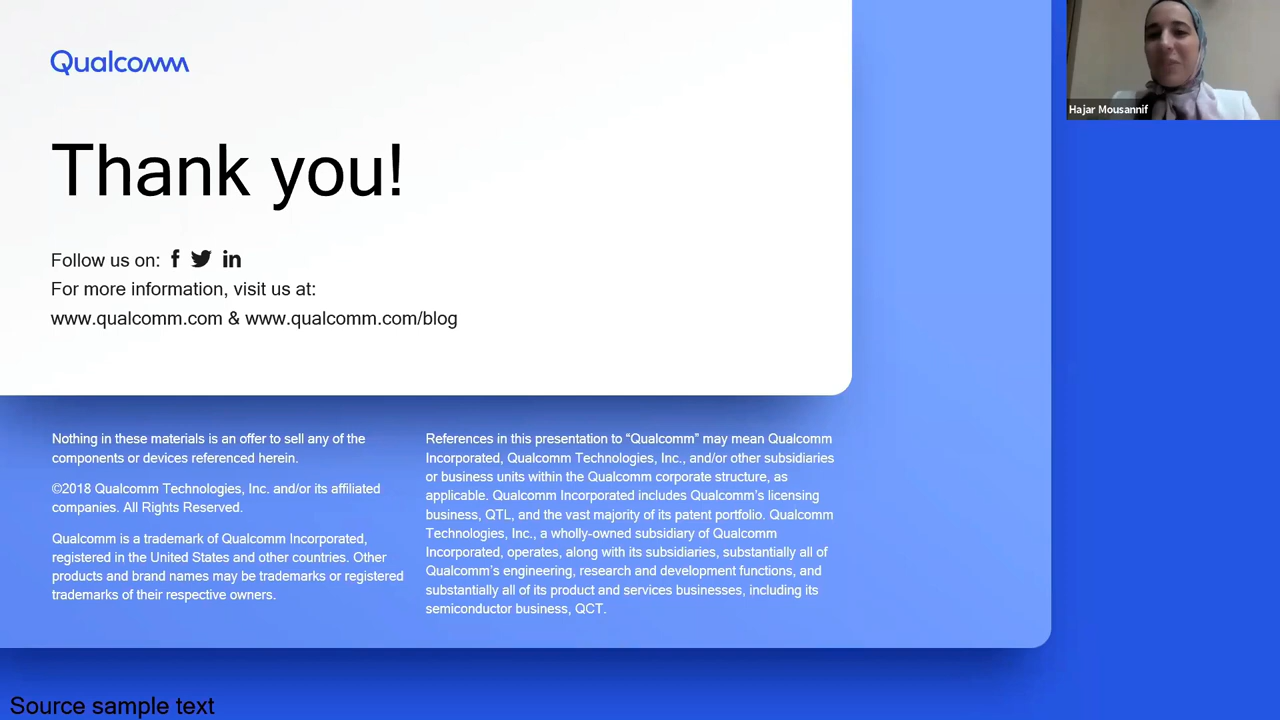 Qualcomm
Hajar Mousannif
Thank you!
Follow us on: f in
For more information, visit us at:
www.qualcomm.com & www.qualcomm.com/blog
Nothing in these materials is an offer to sell any of the
components or devices referenced herein.
©2018 Qualcomm Technologies, Inc. and/or its affiliated
companies. All Rights Reserved.
Qualcomm is a trademark of Qualcomm Incorporated,
registered in the United States and other countries. Other
products and brand names may be trademarks or registered
trademarks of their respective owners.
References in this presentation to “Qualcomm” may mean Qualcomm
Incorporated, Qualcomm Technologies, Inc., and/or other subsidiaries
or business units within the Qualcomm corporate structure, as
applicable. Qualcomm Incorporated includes Qualcomm’s licensing
business, QTL, and the vast majority of its patent portfolio. Qualcomm
Technologies, Inc., a wholly-owned subsidiary of Qualcomm
Incorporated, operates, along with its subsidiaries, substantially all of
Qualcomm’s engineering, research and development functions, and
substantially all of its product and services businesses, including its
semiconductor business, QCT.
Source sample text